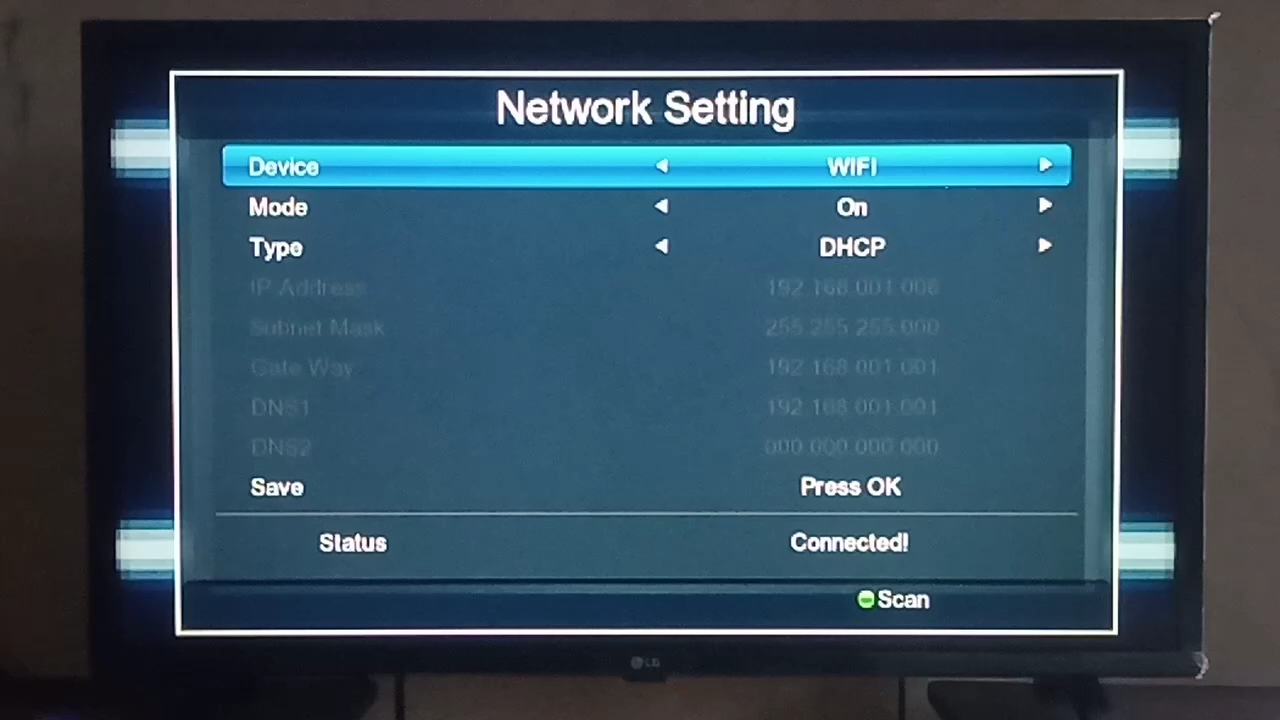 Network Setting
Device WIFI
Mode On
Type DHCP
IP Address 192.168.001.006
Subnet Mask 255.255.255.000
Gate Way 192.168.001.001
DNS1 192.168.001.001
DNS2 000.000.000.000
Save Press OK
Status Connected!
Scan
LG